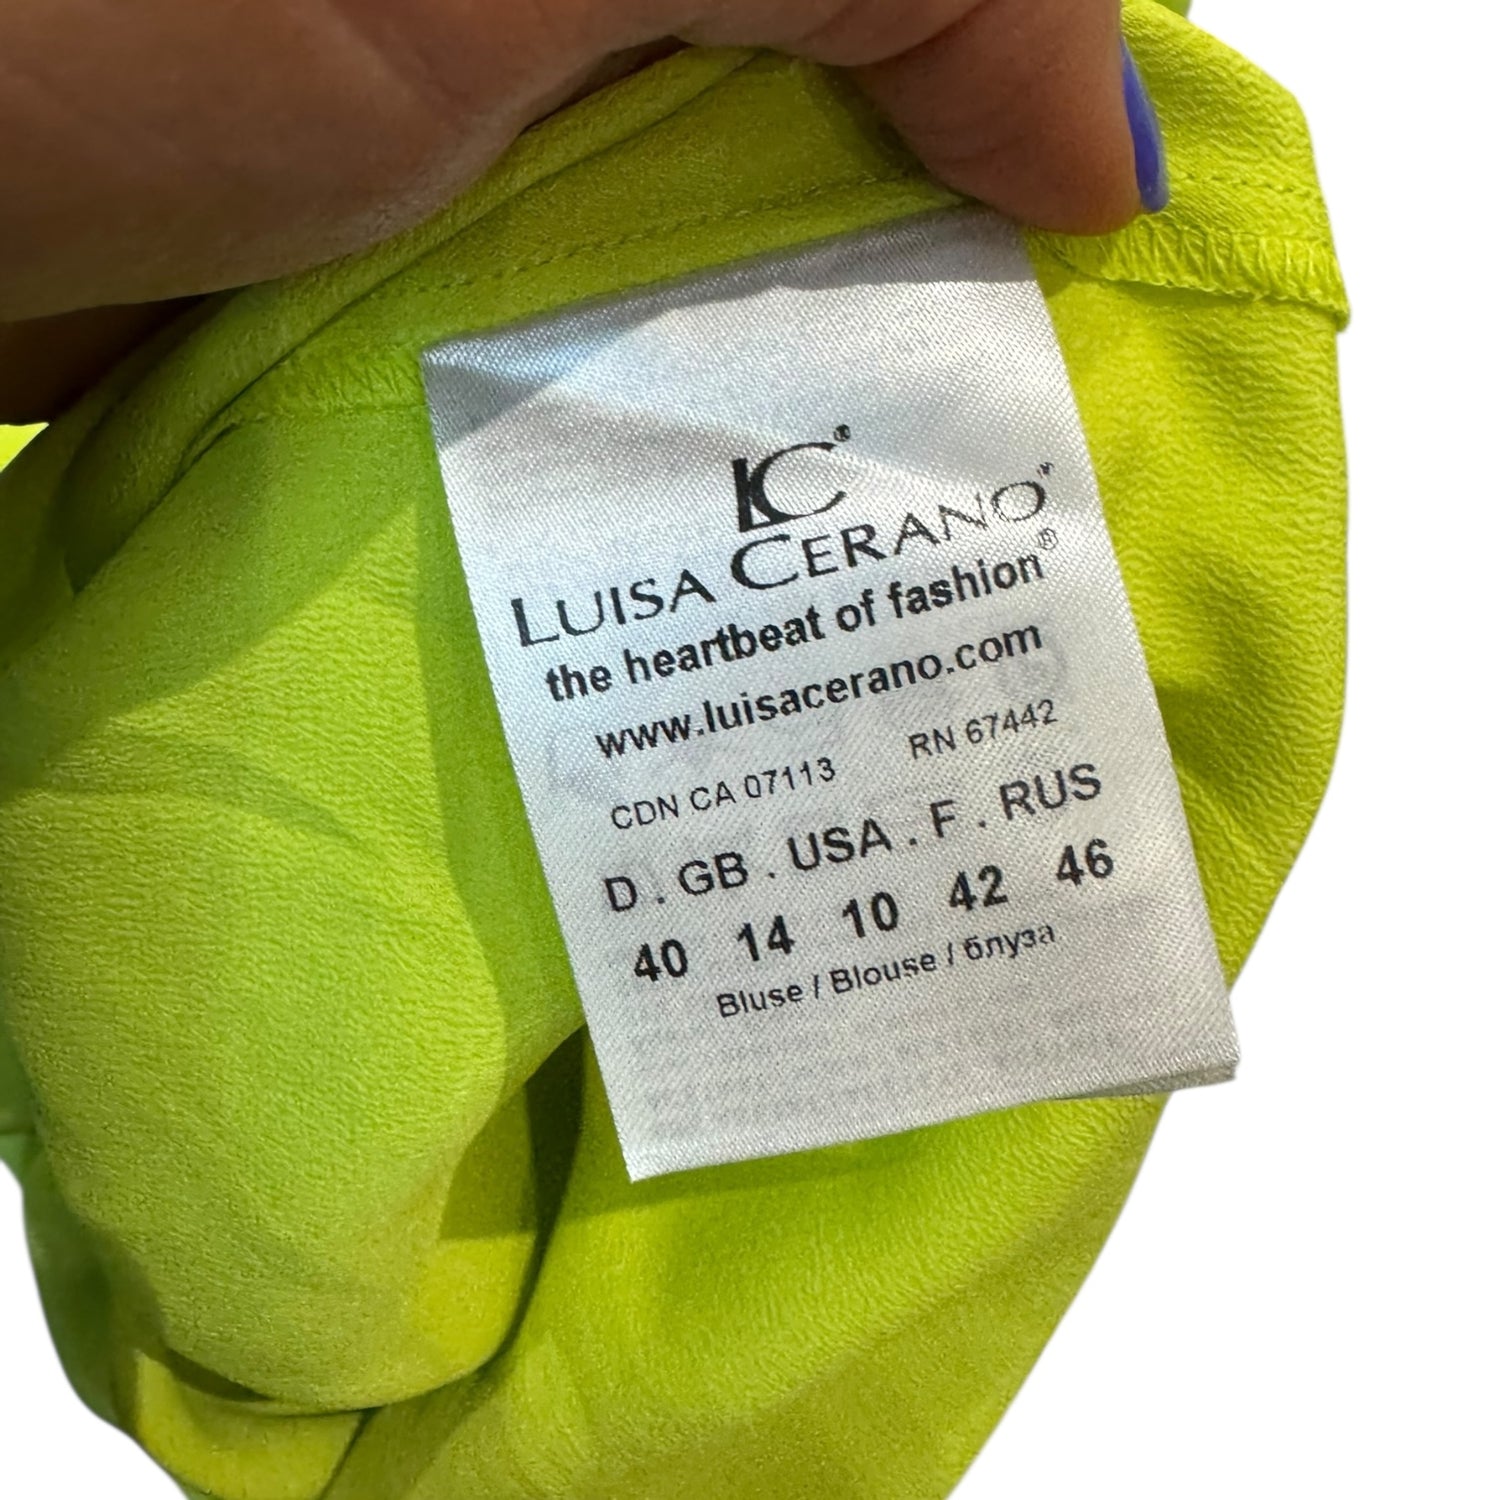 LC®
LUISA CERANO®
the heartbeat of fashion®
www.luisacerano.com
CDN CA 07113 RN 67442
D . GB . USA . F . RUS
40 14 10 42 46
Bluse / Blouse / блуза